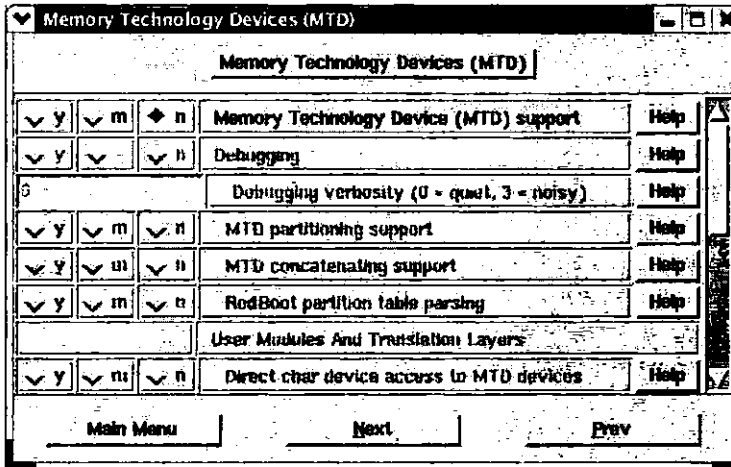 Memory Technology Devices (MTD)
Memory Technology Devices (MTD)
y m n Memory Technology Device (MTD) support Help
y n Debugging Help
Debugging verbosity (0 = quiet, 3 = noisy) Help
y m n MTD partitioning support Help
y m n MTD concatenating support Help
y m n RedBoot partition table parsing Help
User Modules And Translation Layers
y m n Direct char device access to MTD devices Help
Main Menu Next Prev